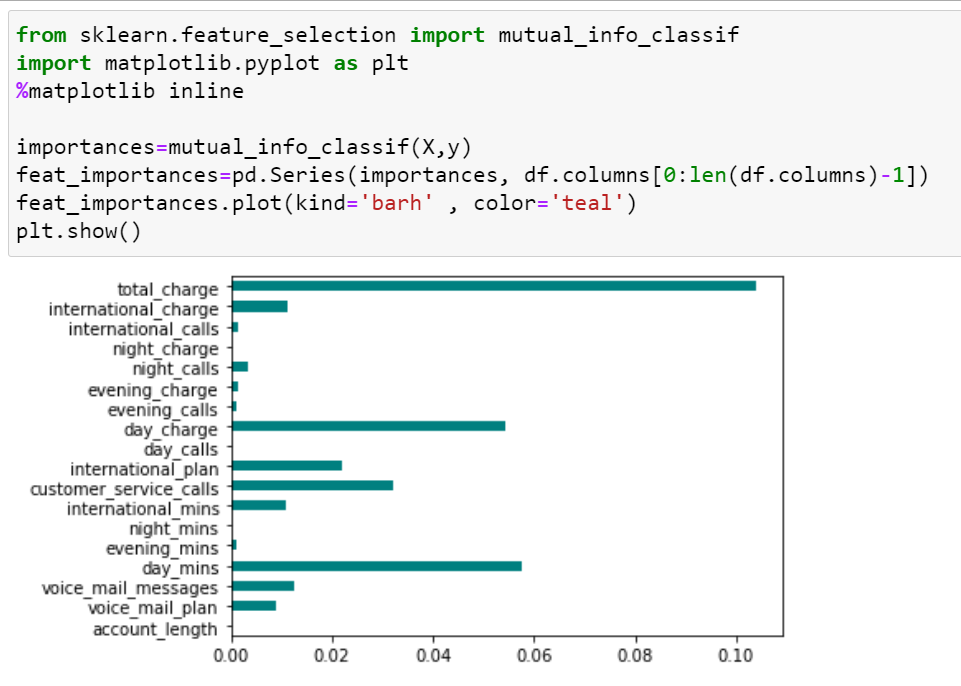 from sklearn.feature_selection import mutual_info_classif
import matplotlib.pyplot as plt
%matplotlib inline
importances=mutual_info_classif(X,y)
feat_importances=pd.Series(importances, df.columns[0:len(df.columns)-1])
feat_importances.plot(kind='barh' , color='teal')
plt.show()
total_charge
international_charge
international_calls
night_charge
night_calls
evening_charge
evening_calls
day_charge
day_calls
international_plan
customer_service_calls
international_mins
night_mins
evening_mins
day_mins
voice_mail_messages
voice_mail_plan
account_length
0.00 0.02 0.04 0.06 0.08 0.10